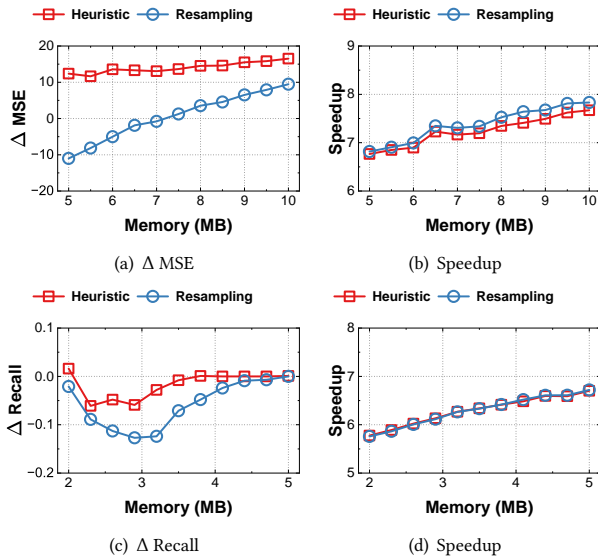 Heuristic Resampling
Heuristic Resampling
20
10
0
−10
−20
Δ MSE
5 6 7 8 9 10
Memory (MB)
9
8
7
6
Speedup
5 6 7 8 9 10
Memory (MB)
(a) Δ MSE
(b) Speedup
Heuristic Resampling
Heuristic Resampling
0.1
0.0
−0.1
−0.2
Δ Recall
2 3 4 5
Memory (MB)
8
7
6
5
Speedup
2 3 4 5
Memory (MB)
(c) Δ Recall
(d) Speedup